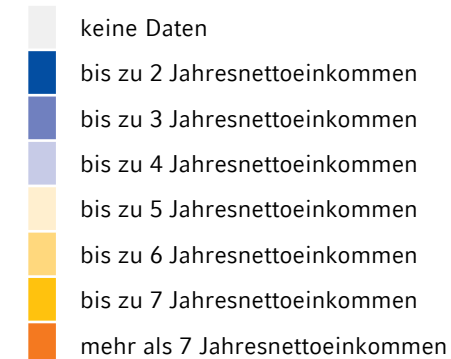 keine Daten
bis zu 2 Jahresnettoeinkommen
bis zu 3 Jahresnettoeinkommen
bis zu 4 Jahresnettoeinkommen
bis zu 5 Jahresnettoeinkommen
bis zu 6 Jahresnettoeinkommen
bis zu 7 Jahresnettoeinkommen
mehr als 7 Jahresnettoeinkommen